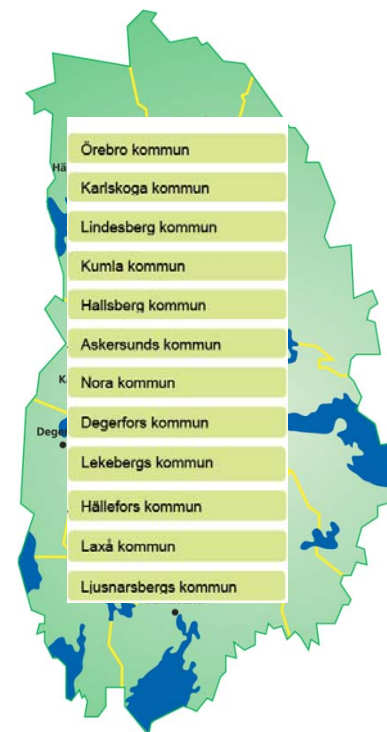 Örebro kommun
Karlskoga kommun
Lindesberg kommun
Kumla kommun
Hallsberg kommun
Askersunds kommun
Nora kommun
Degerfors kommun
Lekebergs kommun
Hällefors kommun
Laxå kommun
Ljusnarsbergs kommun